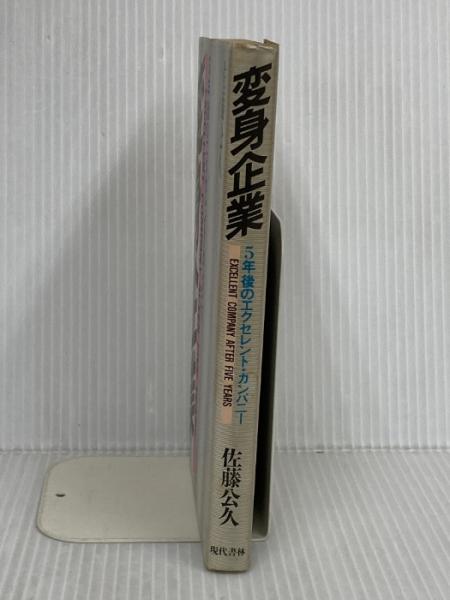 変身企業
5年後のエクセレント・カンパニー
EXCELLENT COMPANY AFTER FIVE YEARS
佐藤公久
現代書林